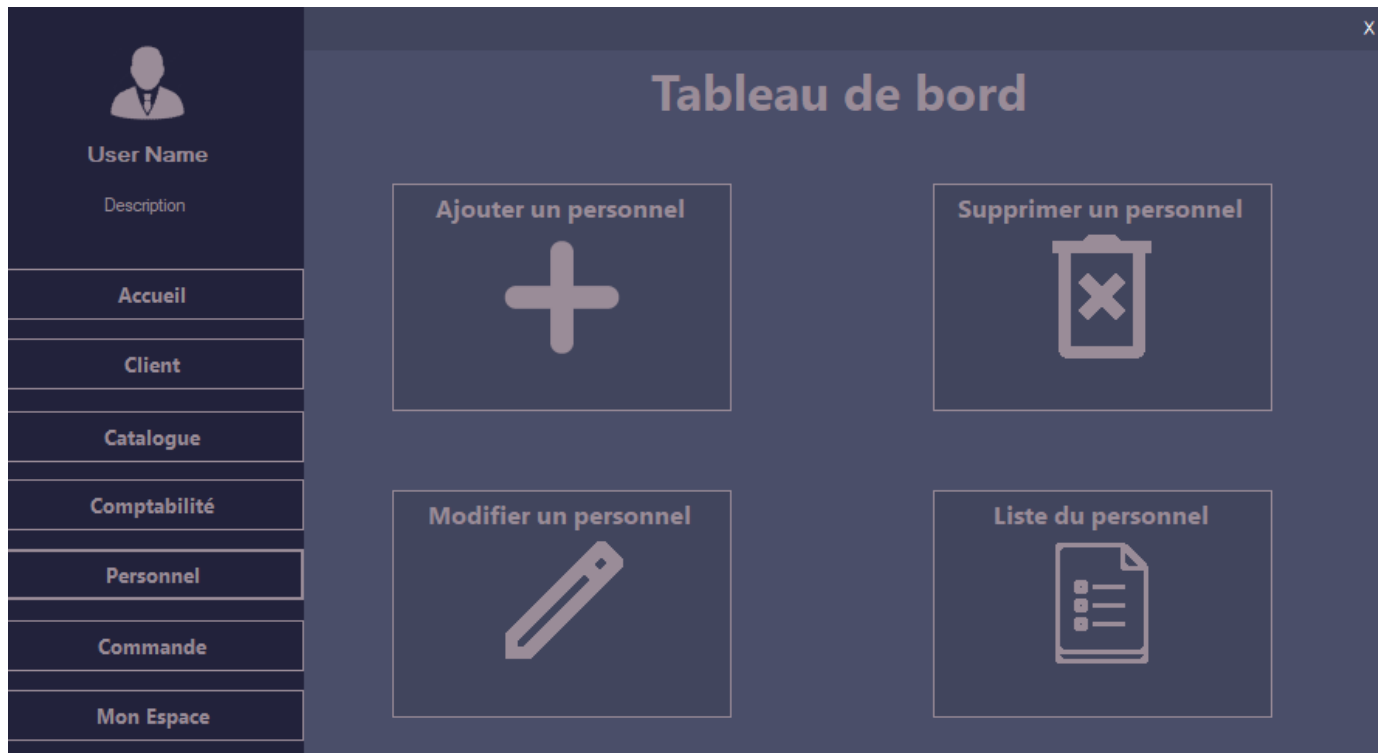 X
User Name
Description
Accueil
Client
Catalogue
Comptabilité
Personnel
Commande
Mon Espace
Tableau de bord
Ajouter un personnel
Supprimer un personnel
Modifier un personnel
Liste du personnel